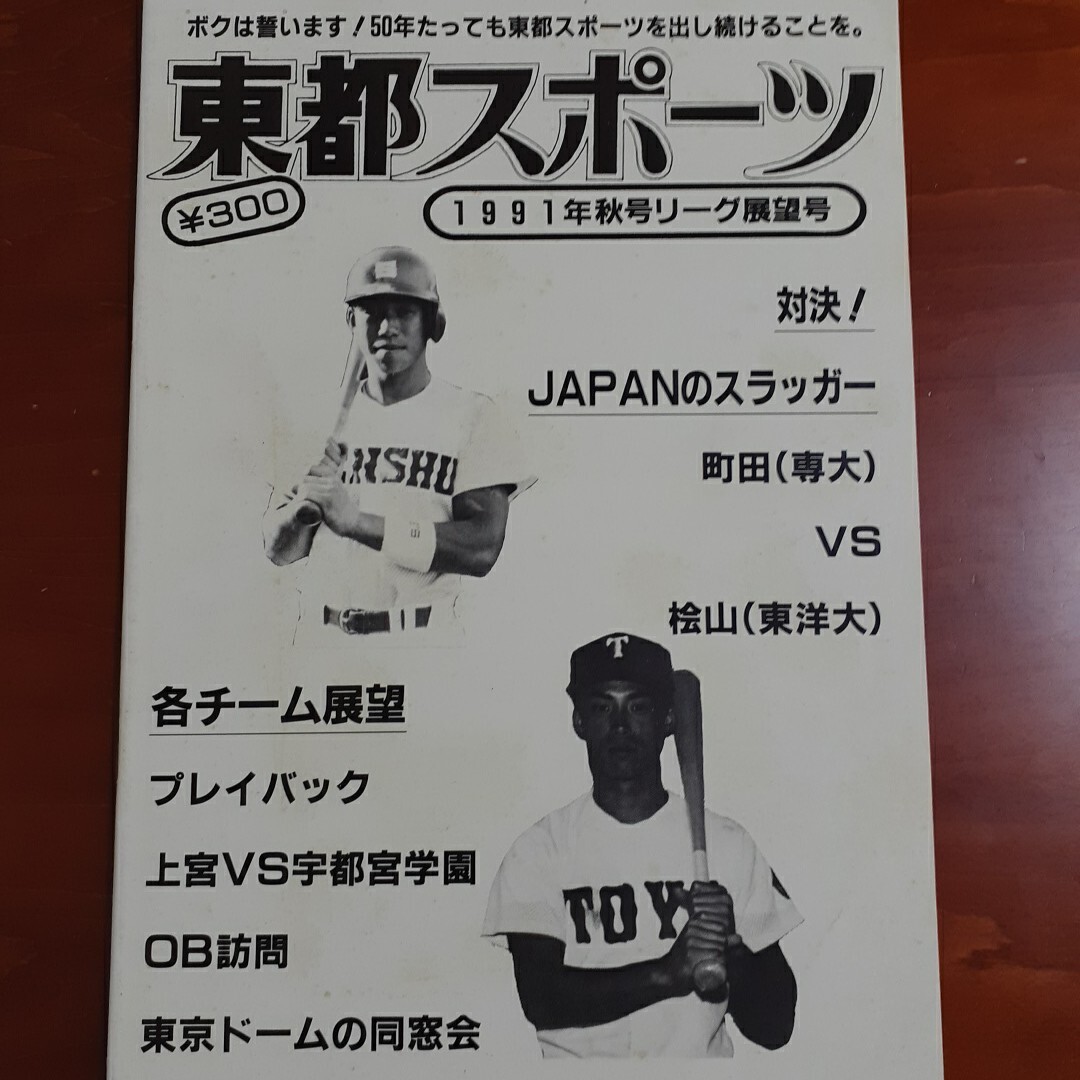 ボクは誓います！50年たっても東都スポーツを出し続けることを。
東都スポーツ
¥300
1991年秋号リーグ展望号
対決！
JAPANのスラッガー
町田（専大）
VS
桧山（東洋大）
ENSHU
T
TOY
各チーム展望
プレイバック
上宮VS宇都宮学園
OB訪問
東京ドームの同窓会